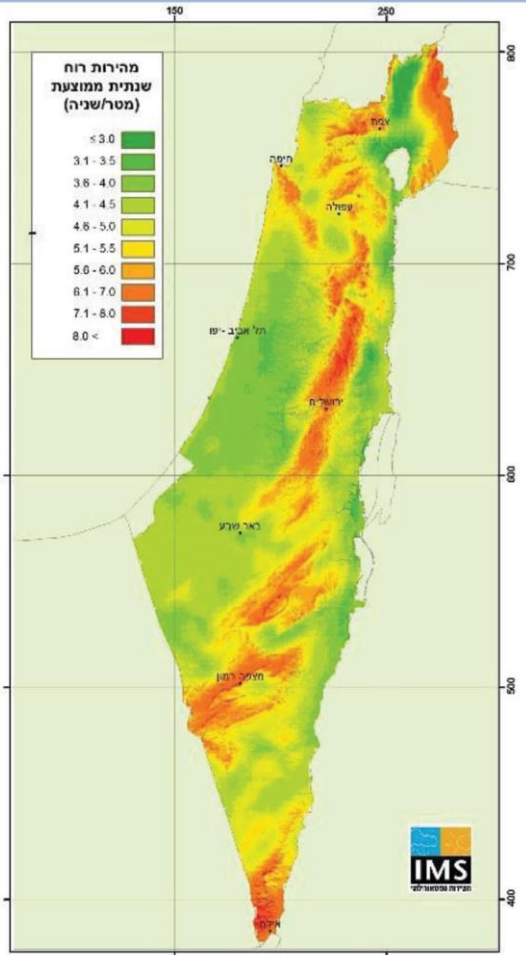 150
250
מהירות רוח
שנתית ממוצעת
(מטר/שניה)
≤ 3.0
3.1 - 3.5
3.6 - 4.0
4.1 - 4.5
4.6 - 5.0
5.1 - 5.5
5.6 - 6.0
6.1 - 7.0
7.1 - 8.0
8.0 <
800
צפת
חיפה
עפולה
700
תל אביב - יפו
ירושלים
600
באר שבע
מצפה רמון
500
IMS
השירות המטאורולוגי
400
אילת